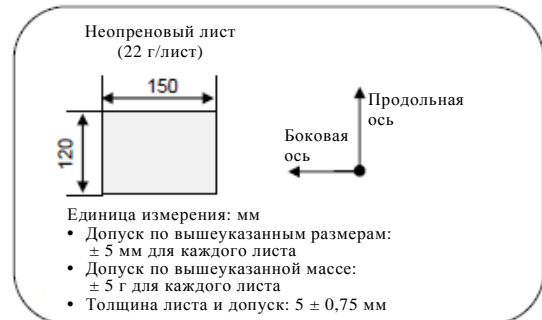 Неопреновый лист
(22 г/лист)
150
Продольная
ось
Боковая
ось
120
Единица измерения: мм
• Допуск по вышеуказанным размерам:
± 5 мм для каждого листа
• Допуск по вышеуказанной массе:
± 5 г для каждого листа
• Толщина листа и допуск: 5 ± 0,75 мм